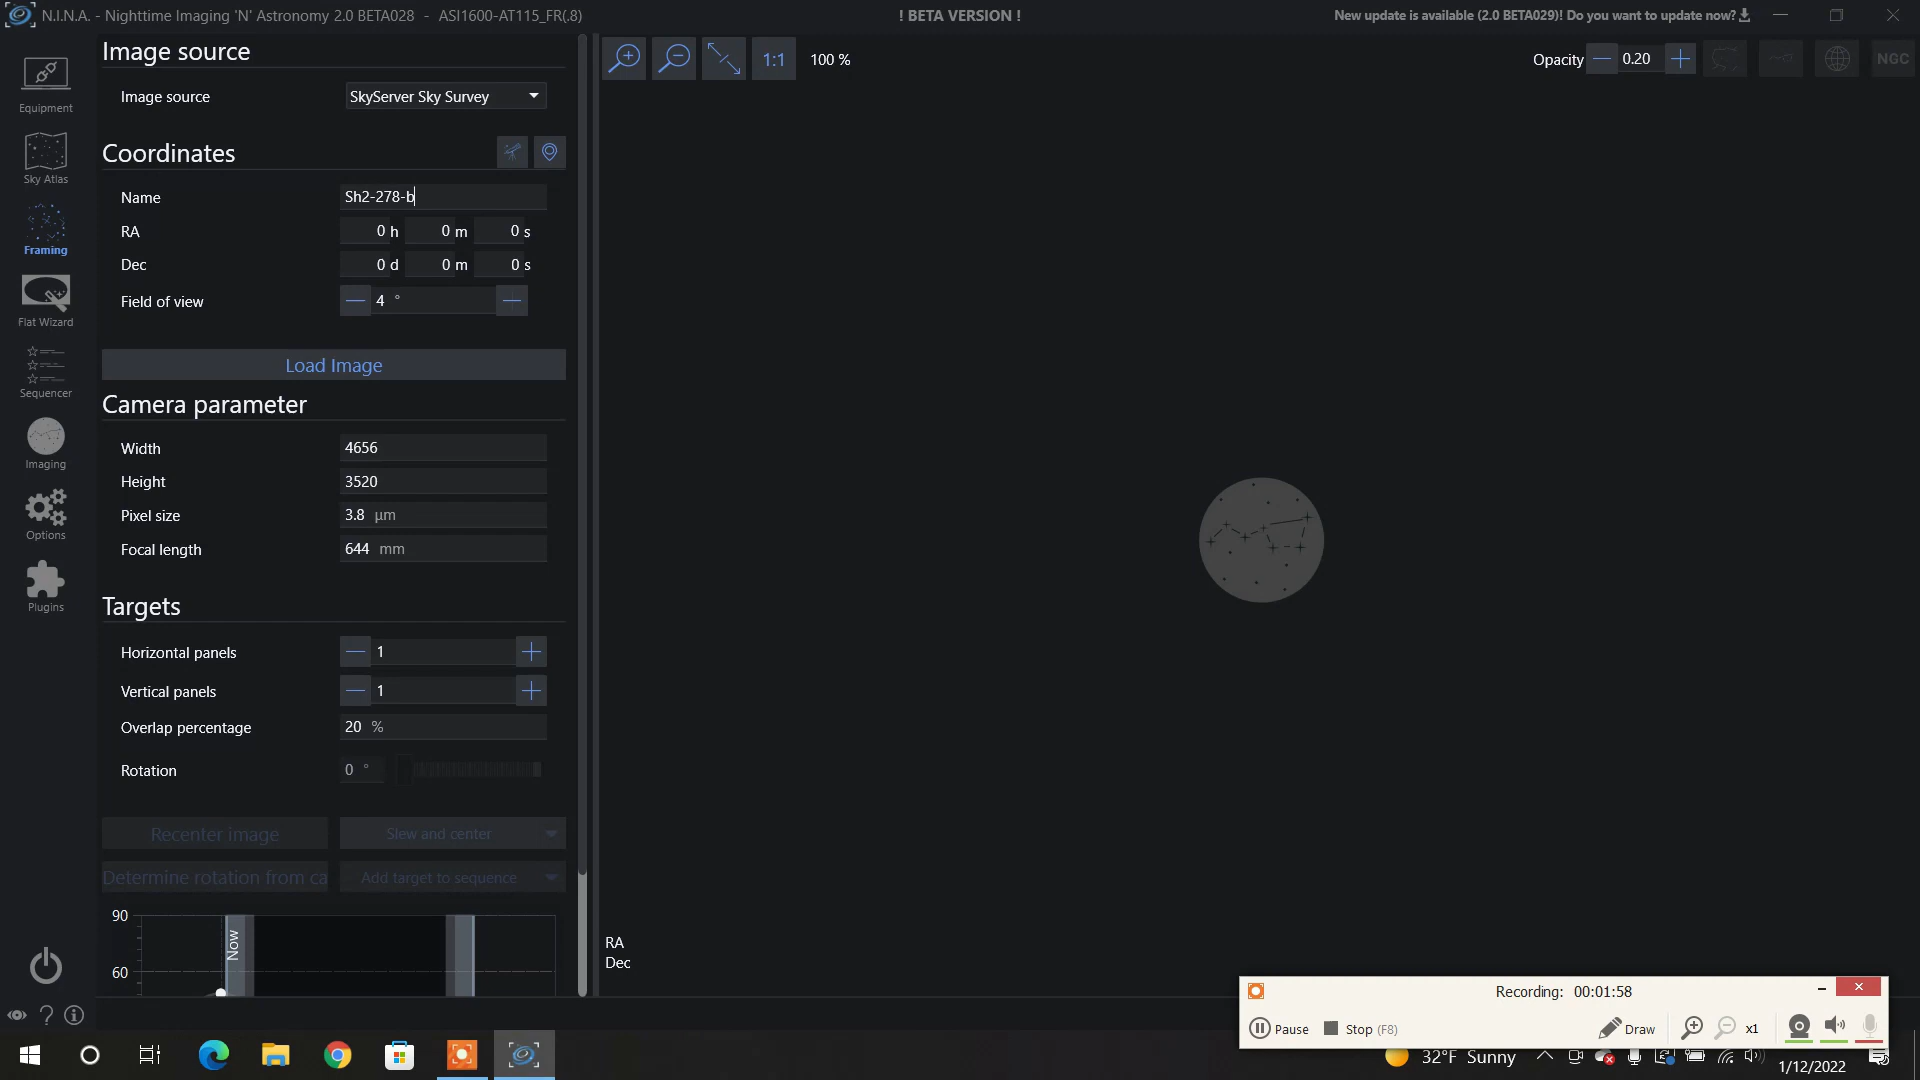 N.I.N.A. - Nighttime Imaging 'N' Astronomy 2.0 BETA028 - ASI1600-AT115_FR(.8)
! BETA VERSION !
New update is available (2.0 BETA029)! Do you want to update now?
Equipment
Sky Atlas
Framing
Flat Wizard
Sequencer
Imaging
Options
Plugins
Image source
Image source SkyServer Sky Survey
Coordinates
Name Sh2-278-b
RA 0 h 0 m 0 s
Dec 0 d 0 m 0 s
Field of view 4 °
Load Image
Camera parameter
Width 4656
Height 3520
Pixel size 3.8 µm
Focal length 644 mm
Targets
Horizontal panels 1
Vertical panels 1
Overlap percentage 20 %
Rotation 0 °
Recenter image Slew and center
Determine rotation from ca Add target to sequence
90
60
Now
1:1 100 %
Opacity 0.20
NGC
RA
Dec
Recording: 00:01:58
Pause Stop (F8) Draw x1
32°F Sunny
1/12/2022